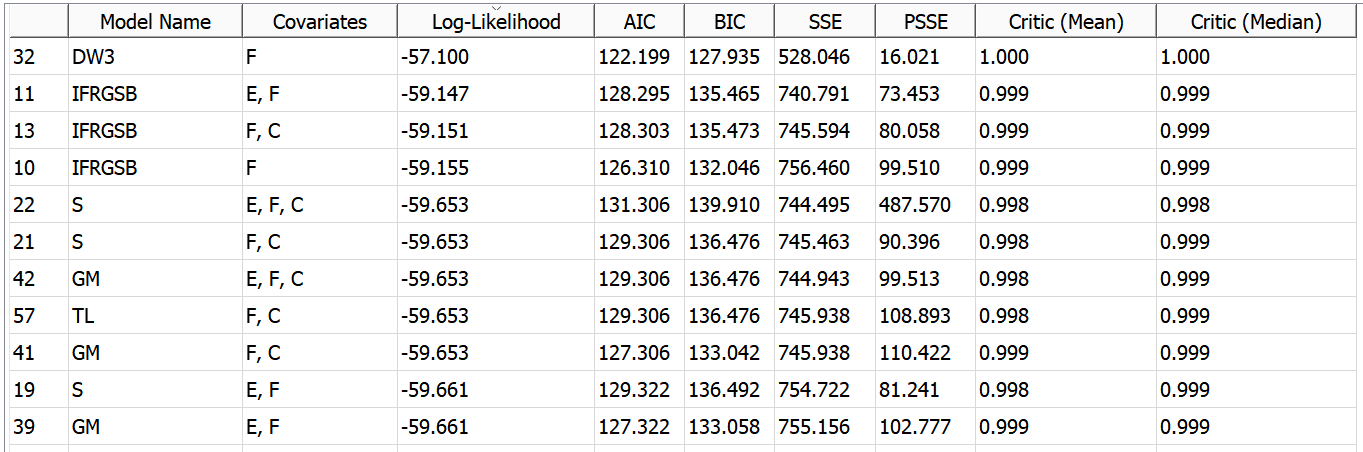 Model Name Covariates Log-Likelihood AIC BIC SSE PSSE Critic (Mean) Critic (Median)
32 DW3 F -57.100 122.199 127.935 528.046 16.021 1.000 1.000
11 IFRGSB E, F -59.147 128.295 135.465 740.791 73.453 0.999 0.999
13 IFRGSB F, C -59.151 128.303 135.473 745.594 80.058 0.999 0.999
10 IFRGSB F -59.155 126.310 132.046 756.460 99.510 0.999 0.999
22 S E, F, C -59.653 131.306 139.910 744.495 487.570 0.998 0.998
21 S F, C -59.653 129.306 136.476 745.463 90.396 0.998 0.999
42 GM E, F, C -59.653 129.306 136.476 744.943 99.513 0.998 0.999
57 TL F, C -59.653 129.306 136.476 745.938 108.893 0.998 0.999
41 GM F, C -59.653 127.306 133.042 745.938 110.422 0.999 0.999
19 S E, F -59.661 129.322 136.492 754.722 81.241 0.998 0.999
39 GM E, F -59.661 127.322 133.058 755.156 102.777 0.999 0.999